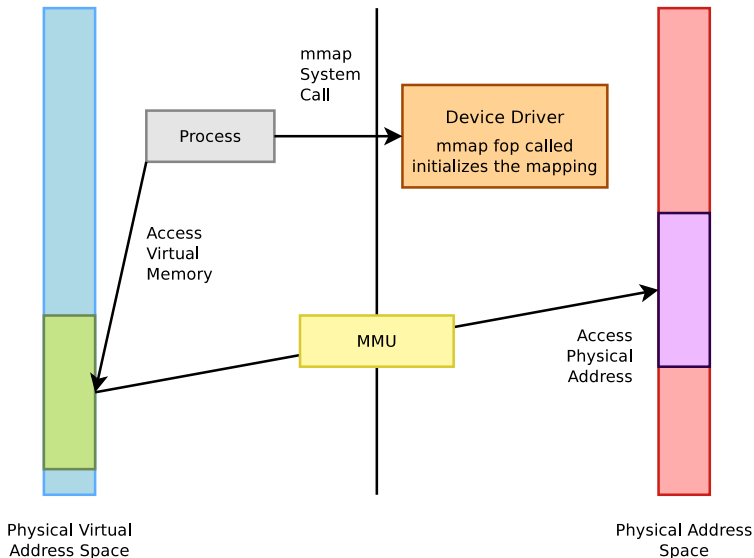 mmap
System
Call
Process
Device Driver
mmap fop called
initializes the mapping
Access
Virtual
Memory
MMU
Access
Physical
Address
Physical Virtual
Address Space
Physical Address
Space